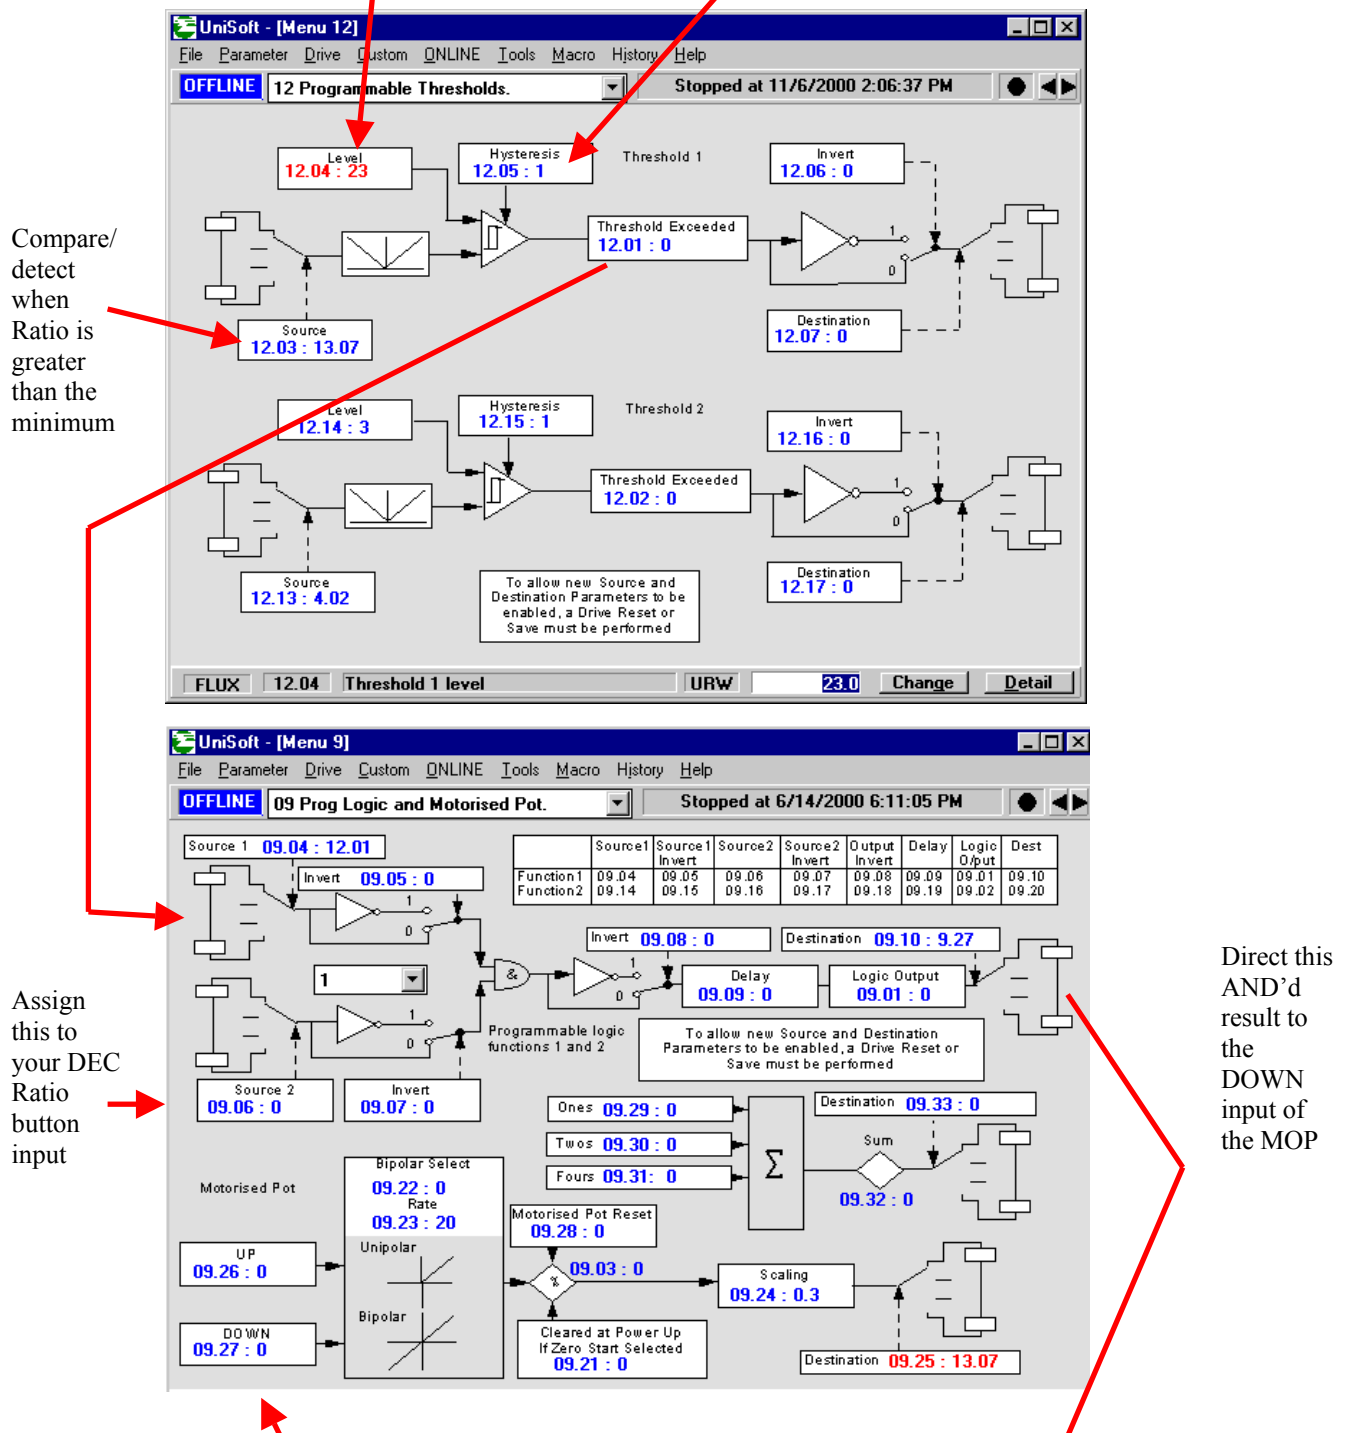 UniSoft - [Menu 12]
File Parameter Drive Custom ONLINE Tools Macro History Help
OFFLINE 12 Programmable Thresholds. Stopped at 11/6/2000 2:06:37 PM
Level
12.04 : 23
Hysteresis
12.05 : 1
Threshold 1
Invert
12.06 : 0
Compare/
detect
when
Ratio is
greater
than the
minimum
Threshold Exceeded
12.01 : 0
1
0
Source
12.03 : 13.07
Destination
12.07 : 0
Level
12.14 : 3
Hysteresis
12.15 : 1
Threshold 2
Invert
12.16 : 0
Threshold Exceeded
12.02 : 0
1
0
Source
12.13 : 4.02
To allow new Source and
Destination Parameters to be
enabled, a Drive Reset or
Save must be performed
Destination
12.17 : 0
FLUX 12.04 Threshold 1 level URW 23.0 Change Detail
UniSoft - [Menu 9]
File Parameter Drive Custom ONLINE Tools Macro History Help
OFFLINE 09 Prog Logic and Motorised Pot. Stopped at 6/14/2000 6:11:05 PM
Source 1 09.04 : 12.01
Invert 09.05 : 0
1
0
Source1 Source1 Invert Source2 Source2 Invert Output Invert Delay Logic O/put Dest
Function1 09.04 09.05 09.06 09.07 09.08 09.09 09.01 09.10
Function2 09.14 09.15 09.16 09.17 09.18 09.19 09.02 09.20
Invert 09.08 : 0
Destination 09.10 : 9.27
1
&
1
0
Delay
09.09 : 0
Logic Output
09.01 : 0
Direct this
AND’d
result to
the
DOWN
input of
the MOP
Assign
this to
your DEC
Ratio
button
input
1
0
Programmable logic
functions 1 and 2
To allow new Source and Destination
Parameters to be enabled, a Drive Reset or
Save must be performed
Source 2
09.06 : 0
Invert
09.07 : 0
Ones 09.29 : 0
Twos 09.30 : 0
Fours 09.31: 0
Σ
Destination 09.33 : 0
Sum
09.32 : 0
Motorised Pot
Bipolar Select
09.22 : 0
Rate
09.23 : 20
Unipolar
Bipolar
Motorised Pot Reset
09.28 : 0
UP
09.26 : 0
%
09.03 : 0
Scaling
09.24 : 0.3
DOWN
09.27 : 0
Cleared at Power Up
If Zero Start Selected
09.21 : 0
Destination 09.25 : 13.07